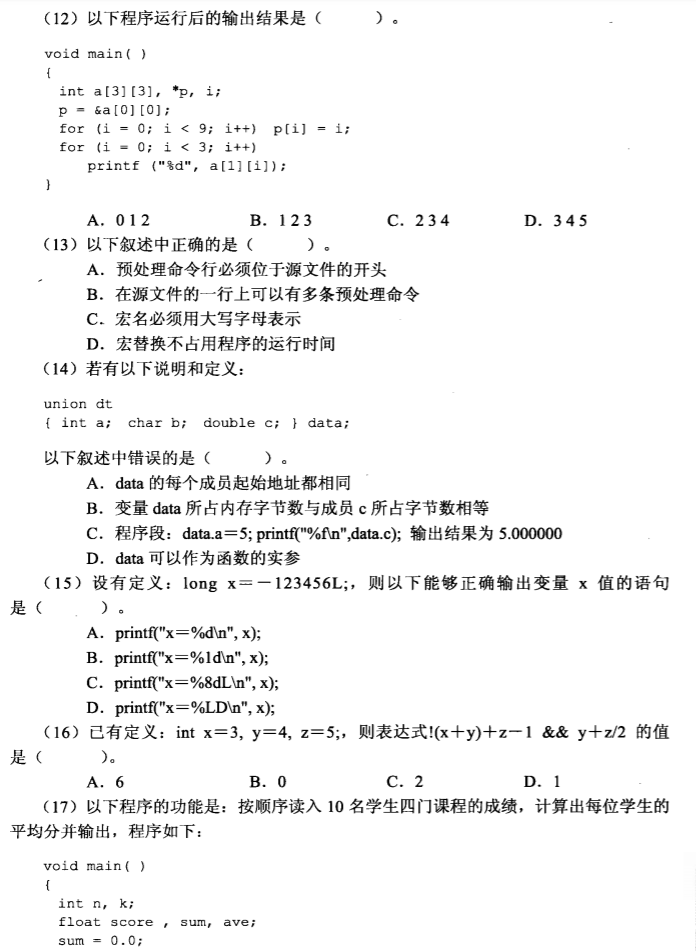 （12）以下程序运行后的输出结果是（    ）。
void main( )
{
int a[3][3], *p, i;
p = &a[0][0];
for (i = 0; i < 9; i++) p[i] = i;
for (i = 0; i < 3; i++)
printf ("%d", a[1][i]);
}
A．0 1 2 B．1 2 3 C．2 3 4 D．3 4 5
（13）以下叙述中正确的是（    ）。
A．预处理命令行必须位于源文件的开头
B．在源文件的一行上可以有多条预处理命令
C．宏名必须用大写字母表示
D．宏替换不占用程序的运行时间
（14）若有以下说明和定义：
union dt
{ int a; char b; double c; } data;
以下叙述中错误的是（    ）。
A．data 的每个成员起始地址都相同
B．变量 data 所占内存字节数与成员 c 所占字节数相等
C．程序段：data.a＝5; printf("%f\n",data.c); 输出结果为 5.000000
D．data 可以作为函数的实参
（15）设有定义：long x＝－123456L;，则以下能够正确输出变量 x 值的语句
是（    ）。
A．printf("x＝%d\n", x);
B．printf("x＝%1d\n", x);
C．printf("x＝%8dL\n", x);
D．printf("x＝%LD\n", x);
（16）已有定义：int x＝3, y＝4, z＝5;，则表达式!(x＋y)＋z－1 && y＋z/2 的值
是（    ）。
A．6 B．0 C．2 D．1
（17）以下程序的功能是：按顺序读入 10 名学生四门课程的成绩，计算出每位学生的
平均分并输出，程序如下：
void main( )
{
int n, k;
float score , sum, ave;
sum = 0.0;